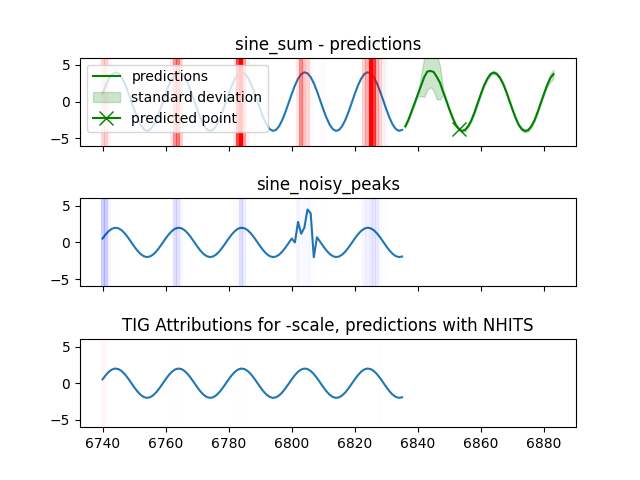 sine_sum - predictions
5
0
−5
predictions
standard deviation
predicted point
sine_noisy_peaks
5
0
−5
TIG Attributions for -scale, predictions with NHITS
5
0
−5
6740 6760 6780 6800 6820 6840 6860 6880